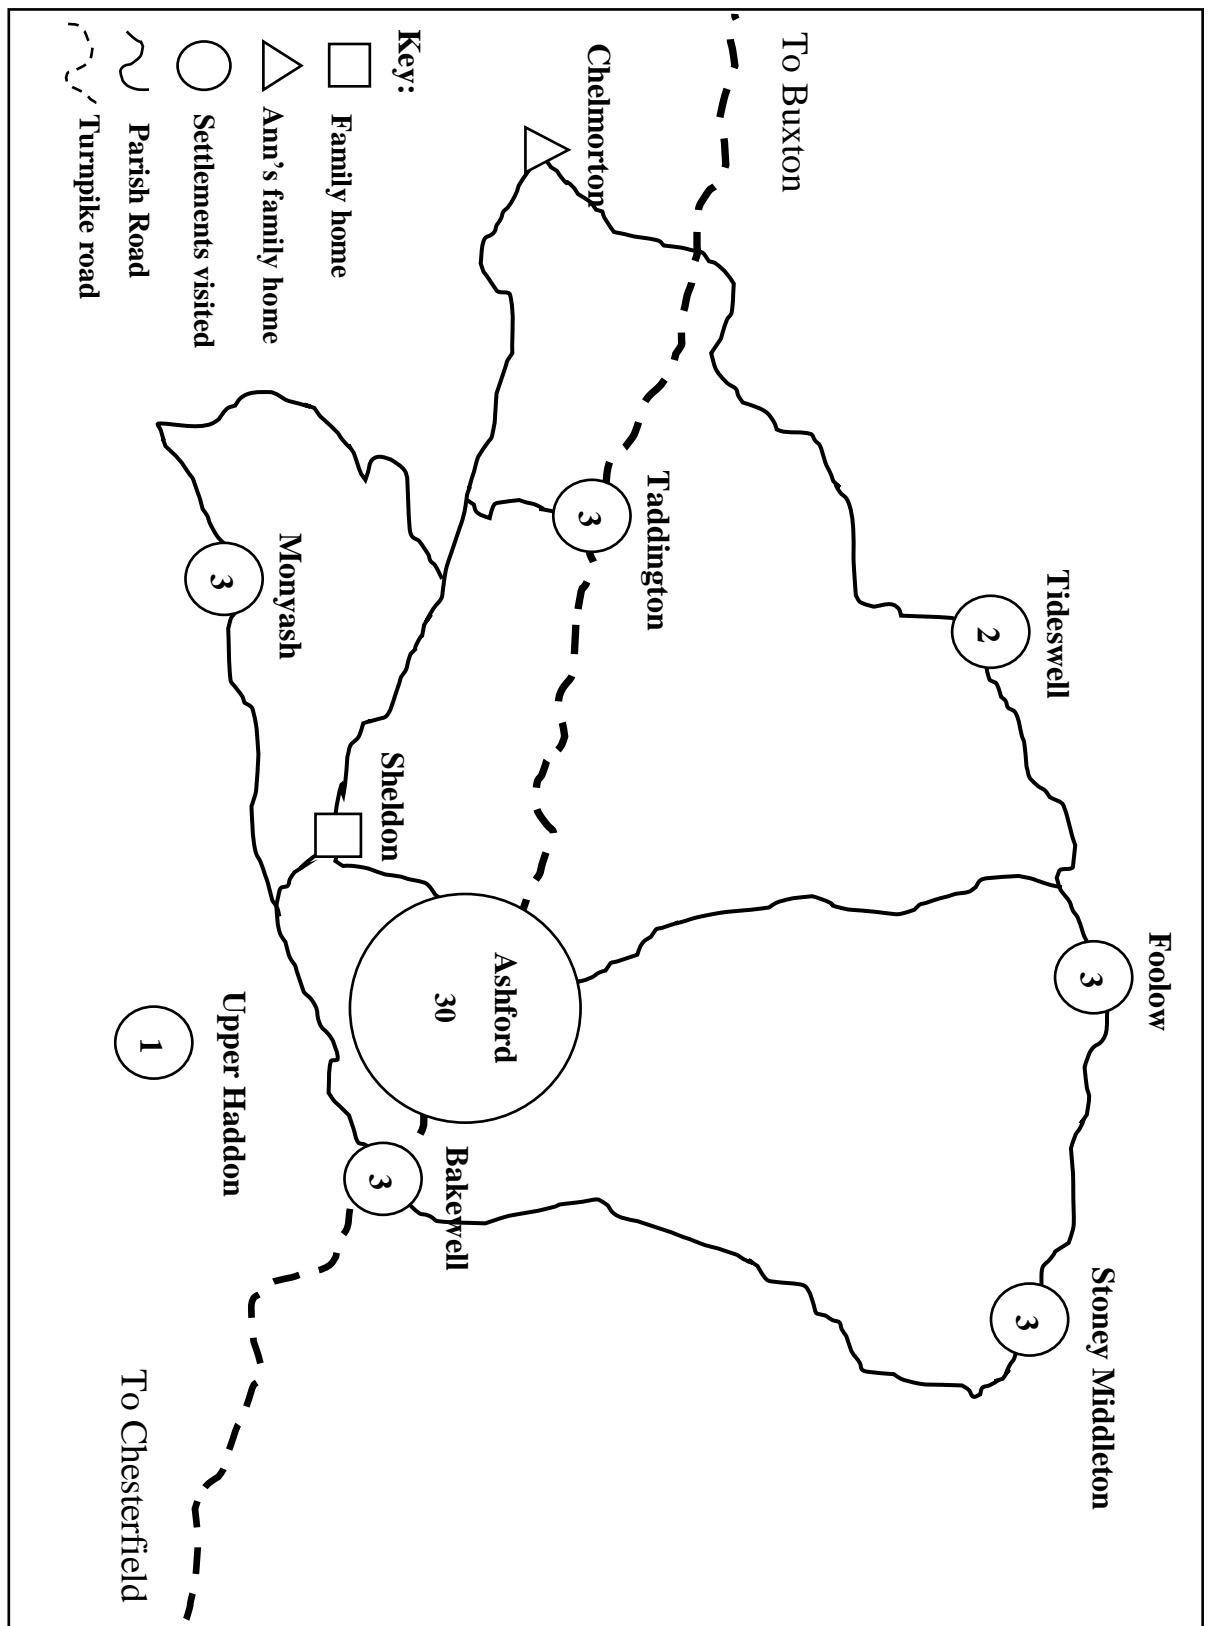 To Buxton
Chelmorton
Tideswell
Taddington
3
2
Foolow
3
Stoney Middleton
3
Monyash
3
Sheldon
Ashford
30
Bakewell
3
Upper Haddon
1
To Chesterfield
Key:
Family home
Ann's family home
Settlements visited
Parish Road
Turnpike road